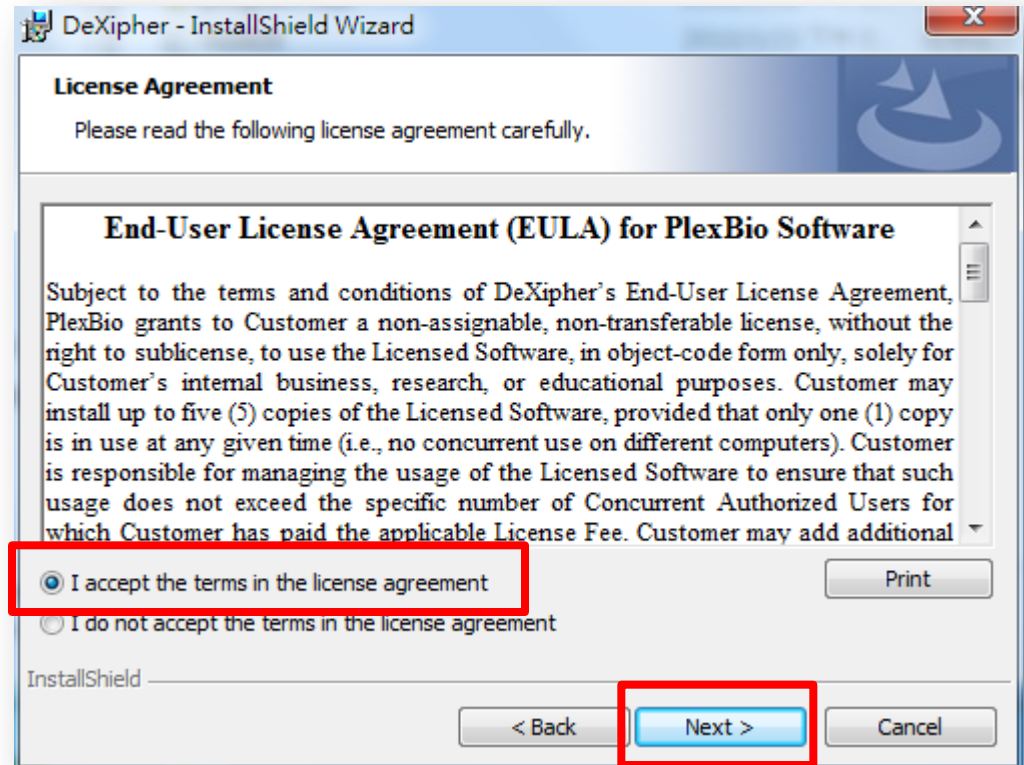 DeXipher - InstallShield Wizard
License Agreement
Please read the following license agreement carefully.
End-User License Agreement (EULA) for PlexBio Software
Subject to the terms and conditions of DeXipher's End-User License Agreement,
PlexBio grants to Customer a non-assignable, non-transferable license, without the
right to sublicense, to use the Licensed Software, in object-code form only, solely for
Customer's internal business, research, or educational purposes. Customer may
install up to five (5) copies of the Licensed Software, provided that only one (1) copy
is in use at any given time (i.e., no concurrent use on different computers). Customer
is responsible for managing the usage of the Licensed Software to ensure that such
usage does not exceed the specific number of Concurrent Authorized Users for
which Customer has paid the applicable License Fee. Customer may add additional
I accept the terms in the license agreement
Print
I do not accept the terms in the license agreement
InstallShield
< Back
Next >
Cancel